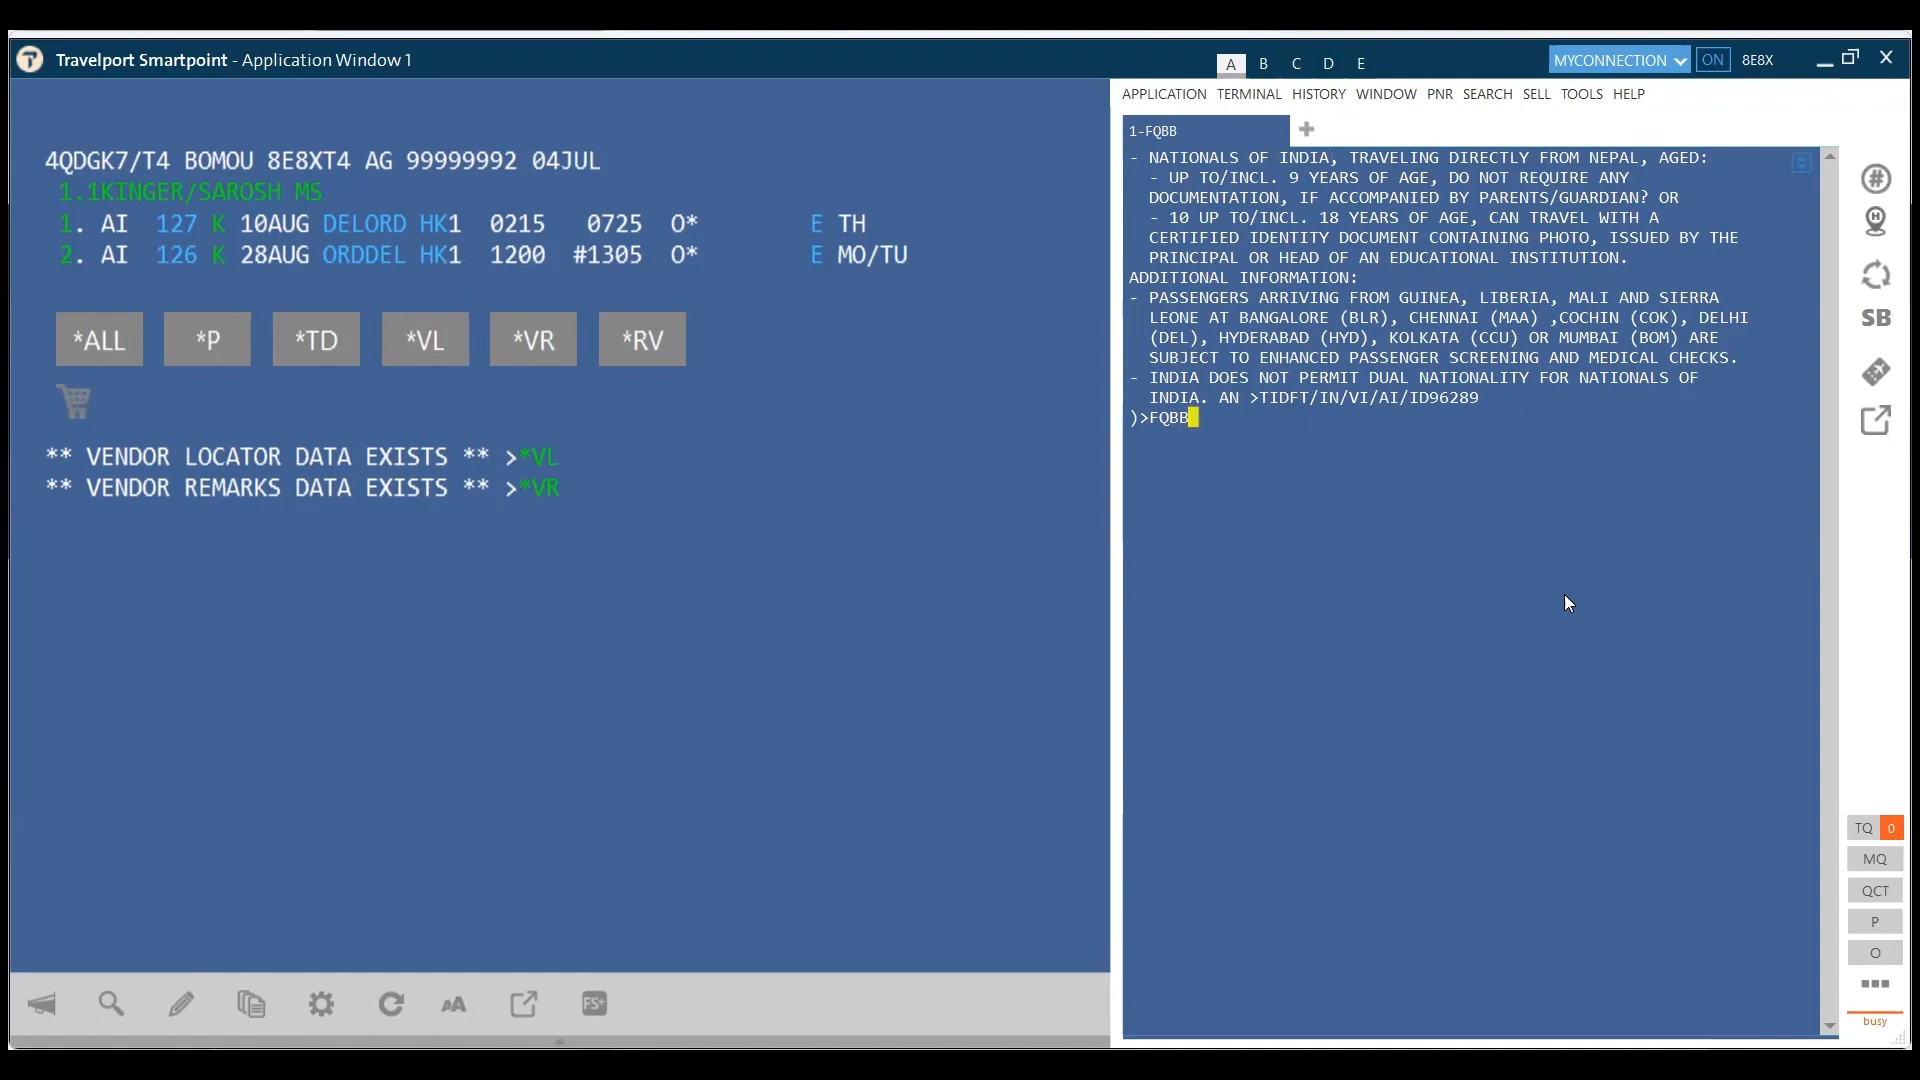 Travelport Smartpoint - Application Window 1
A B C D E
MYCONNECTION ON 8E8X
4QDGK7/T4 BOMOU 8E8XT4 AG 99999992 04JUL
1.1KINGER/SAROSH MS
1. AI 127 K 10AUG DELORD HK1 0215 0725 O* E TH
2. AI 126 K 28AUG ORDDEL HK1 1200 #1305 O* E MO/TU
*ALL *P *TD *VL *VR *RV
** VENDOR LOCATOR DATA EXISTS ** >*VL
** VENDOR REMARKS DATA EXISTS ** >*VR
AA
FS+
APPLICATION TERMINAL HISTORY WINDOW PNR SEARCH SELL TOOLS HELP
1-FQBB
- NATIONALS OF INDIA, TRAVELING DIRECTLY FROM NEPAL, AGED:
- UP TO/INCL. 9 YEARS OF AGE, DO NOT REQUIRE ANY
DOCUMENTATION, IF ACCOMPANIED BY PARENTS/GUARDIAN? OR
- 10 UP TO/INCL. 18 YEARS OF AGE, CAN TRAVEL WITH A
CERTIFIED IDENTITY DOCUMENT CONTAINING PHOTO, ISSUED BY THE
PRINCIPAL OR HEAD OF AN EDUCATIONAL INSTITUTION.
ADDITIONAL INFORMATION:
- PASSENGERS ARRIVING FROM GUINEA, LIBERIA, MALI AND SIERRA
LEONE AT BANGALORE (BLR), CHENNAI (MAA) ,COCHIN (COK), DELHI
(DEL), HYDERABAD (HYD), KOLKATA (CCU) OR MUMBAI (BOM) ARE
SUBJECT TO ENHANCED PASSENGER SCREENING AND MEDICAL CHECKS.
- INDIA DOES NOT PERMIT DUAL NATIONALITY FOR NATIONALS OF
INDIA. AN >TIDFT/IN/VI/AI/ID96289
)>FQBB
#
H
SB
TQ 0
MQ
QCT
P
O
busy